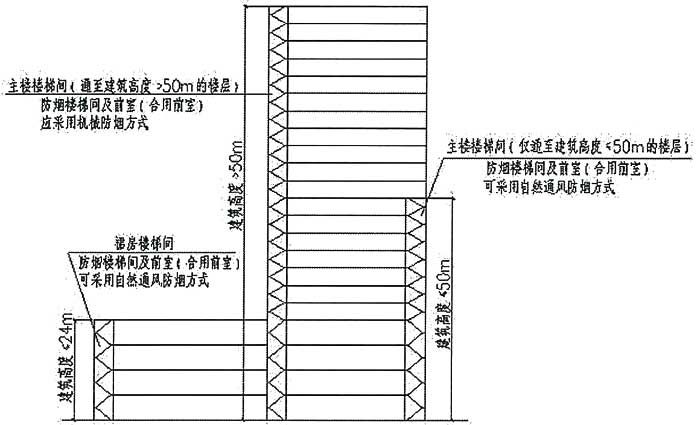 主楼楼梯间(通至建筑高度>50m的楼层)
防烟楼梯间及前室(合用前室)
应采用机械防烟方式
建筑高度>50m
主楼楼梯间(仅通至建筑高度≤50m的楼层)
防烟楼梯间及前室(合用前室)
可采用自然通风防烟方式
建筑高度≤50m
裙房楼梯间
防烟楼梯间及前室(合用前室)
可采用自然通风防烟方式
建筑高度≤24m